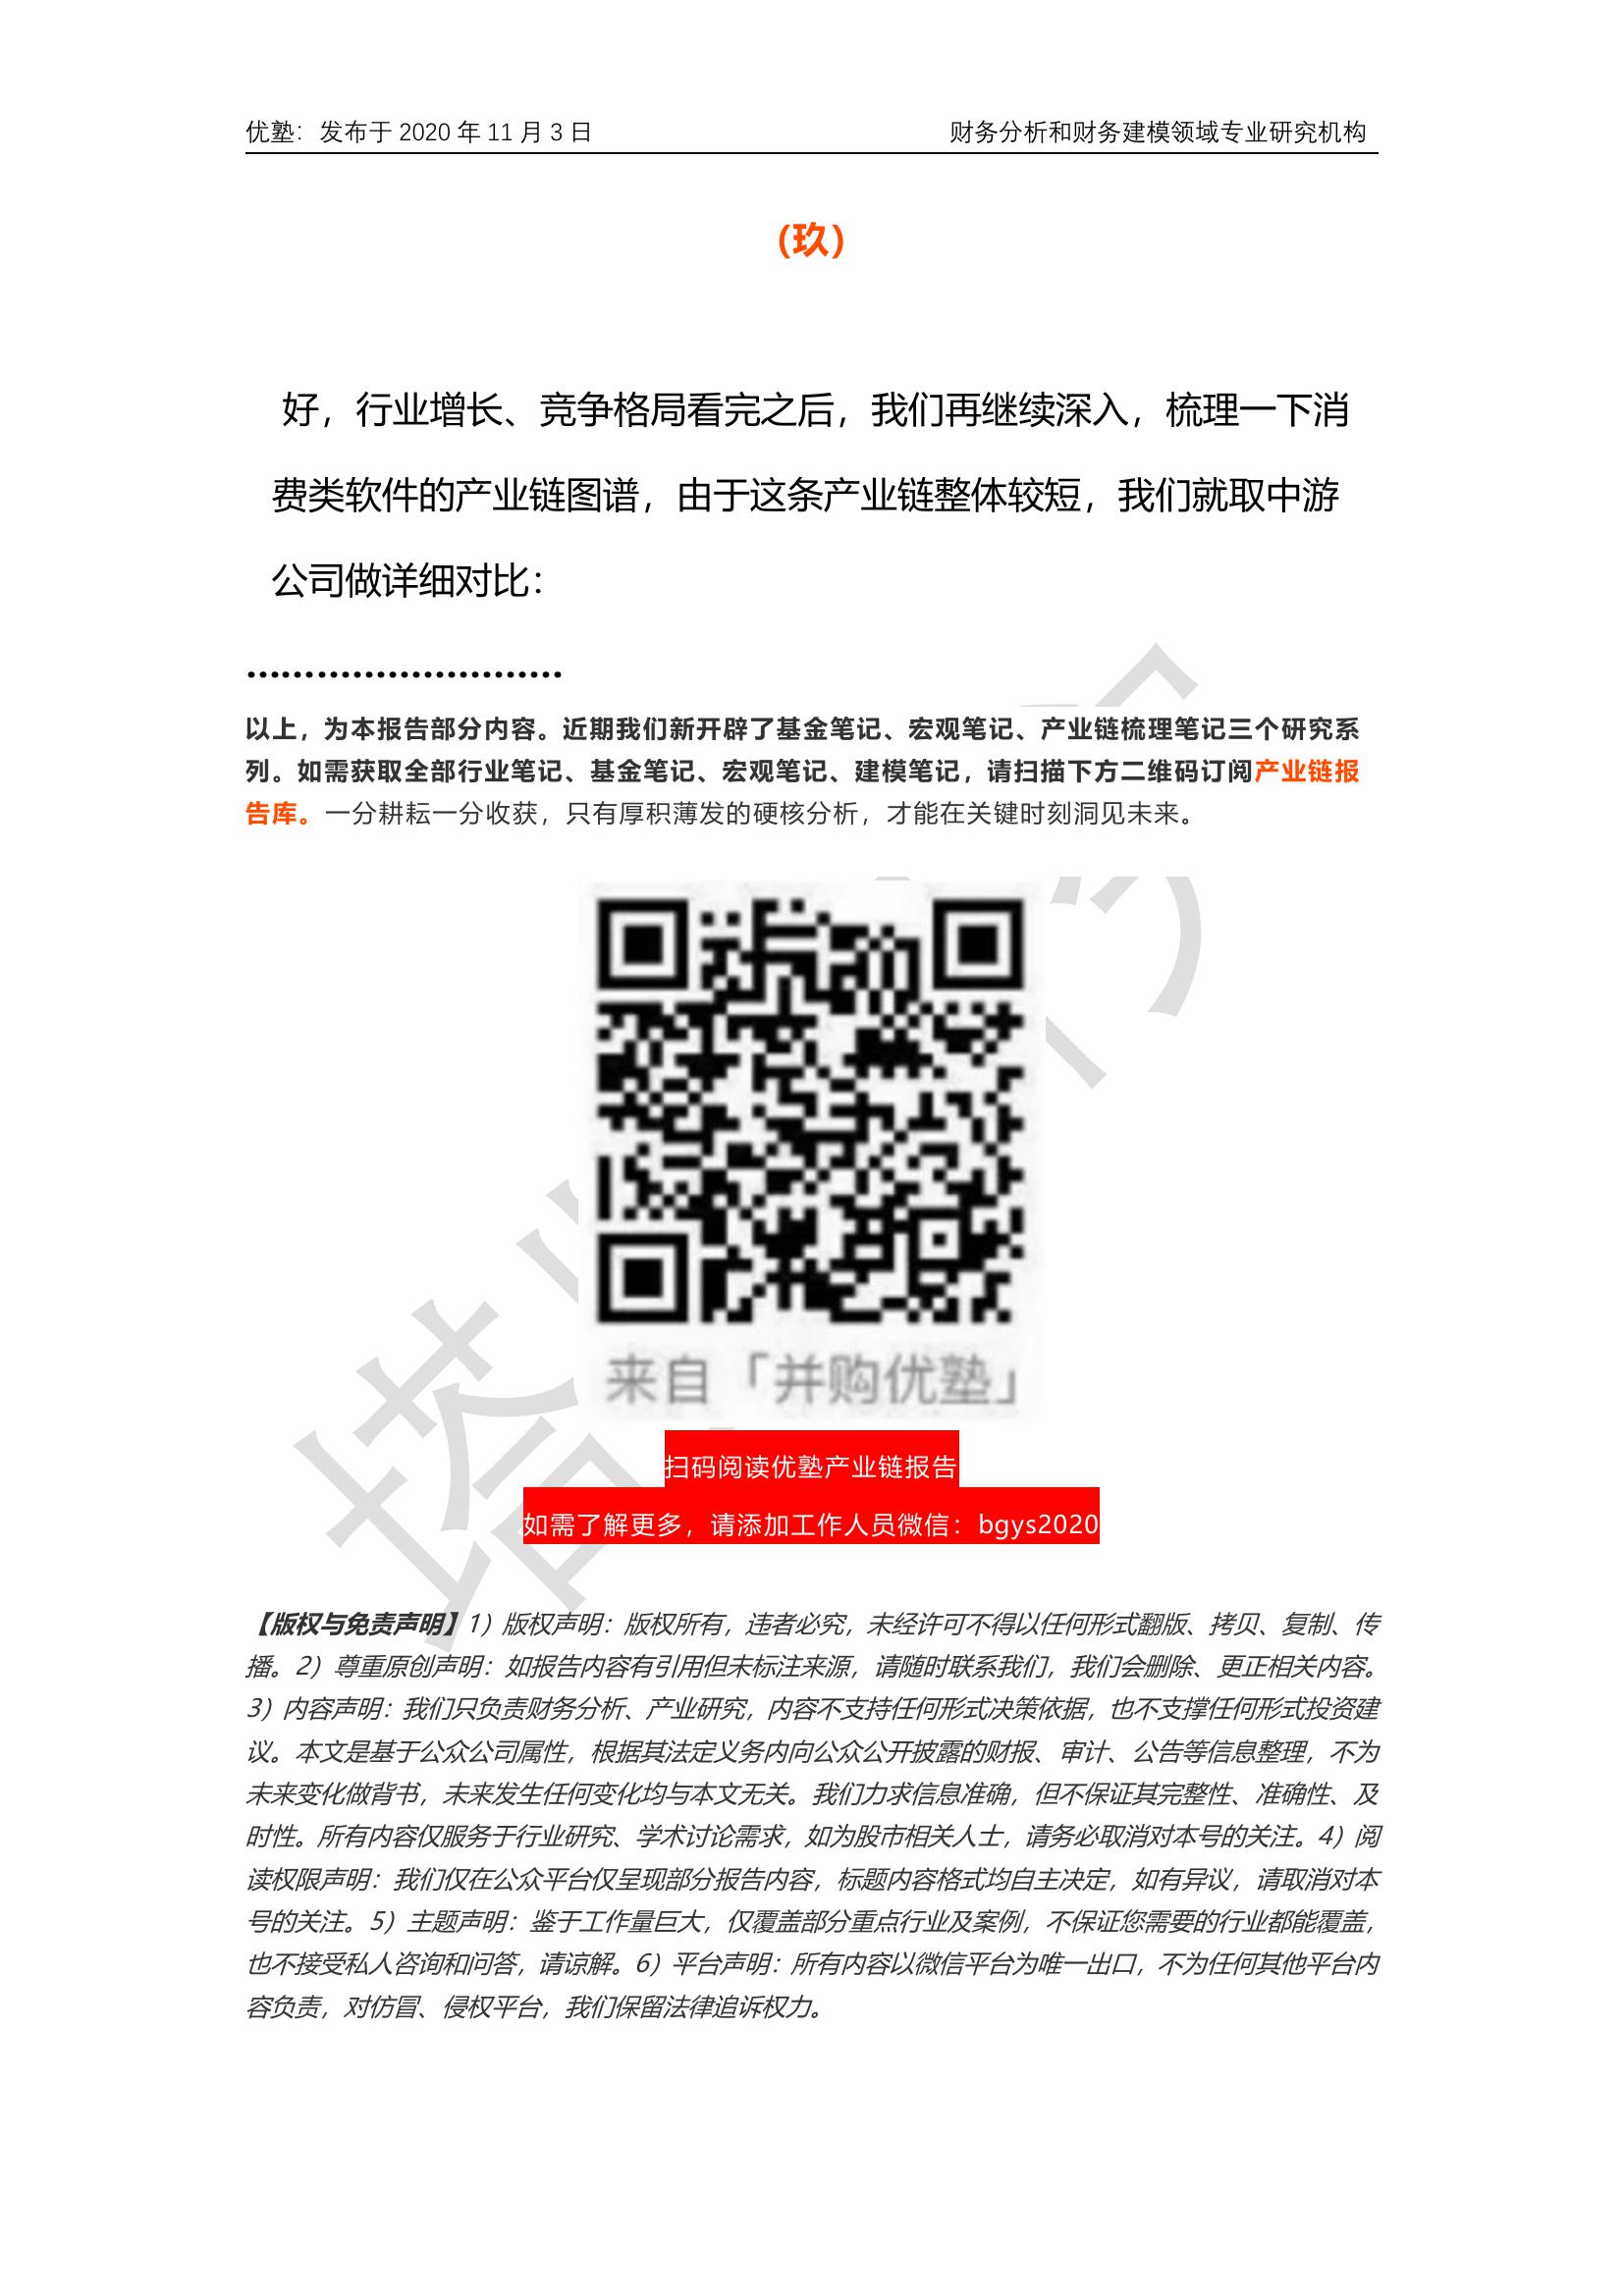 优塾：发布于 2020 年 11 月 3 日
财务分析和财务建模领域专业研究机构
（玖）
好，行业增长、竞争格局看完之后，我们再继续深入，梳理一下消
费类软件的产业链图谱，由于这条产业链整体较短，我们就取中游
公司做详细对比：
………………………
以上，为本报告部分内容。近期我们新开辟了基金笔记、宏观笔记、产业链梳理笔记三个研究系
列。如需获取全部行业笔记、基金笔记、宏观笔记、建模笔记，请扫描下方二维码订阅产业链报
告库。一分耕耘一分收获，只有厚积薄发的硬核分析，才能在关键时刻洞见未来。
来自「并购优塾」
扫码阅读优塾产业链报告
如需了解更多，请添加工作人员微信：bgys2020
【版权与免责声明】1）版权声明：版权所有，违者必究，未经许可不得以任何形式翻版、拷贝、复制、传
播。2）尊重原创声明：如报告内容有引用但未标注来源，请随时联系我们，我们会删除、更正相关内容。
3）内容声明：我们只负责财务分析、产业研究，内容不支持任何形式决策依据，也不支撑任何形式投资建
议。本文是基于公众公司属性，根据其法定义务内向公众公开披露的财报、审计、公告等信息整理，不为
未来变化做背书，未来发生任何变化均与本文无关。我们力求信息准确，但不保证其完整性、准确性、及
时性。所有内容仅服务于行业研究、学术讨论需求，如为股市相关人士，请务必取消对本号的关注。4）阅
读权限声明：我们仅在公众平台仅呈现部分报告内容，标题内容格式均自主决定，如有异议，请取消对本
号的关注。5）主题声明：鉴于工作量巨大，仅覆盖部分重点行业及案例，不保证您需要的行业都能覆盖，
也不接受私人咨询和问答，请谅解。6）平台声明：所有内容以微信平台为唯一出口，不为任何其他平台内
容负责，对仿冒、侵权平台，我们保留法律追诉权力。
塔